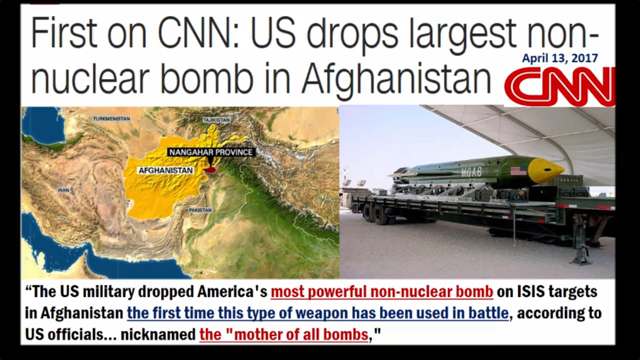 First on CNN: US drops largest non-
nuclear bomb in Afghanistan
April 13, 2017
CNN
TURKMENISTAN
TAJIKISTAN
NANGAHAR PROVINCE
AFGHANISTAN
IRAN
PAKISTAN
MOAB
“The US military dropped America's most powerful non-nuclear bomb on ISIS targets
in Afghanistan the first time this type of weapon has been used in battle, according to
US officials... nicknamed the "mother of all bombs,"